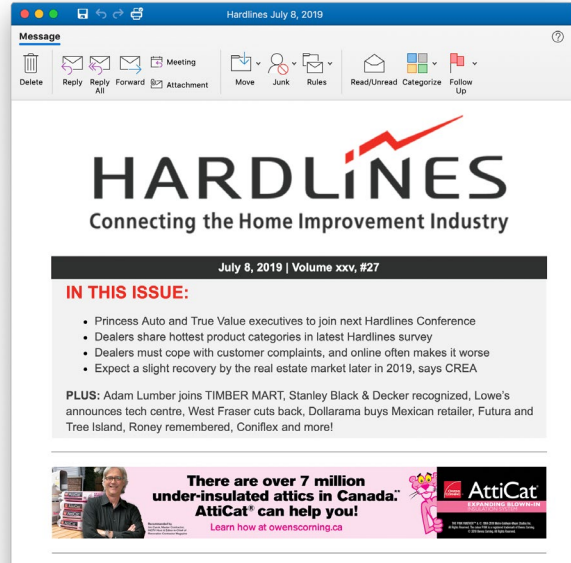 Hardlines July 8, 2019
Message
Delete
Reply
Reply All
Forward
Meeting
Attachment
Move
Junk
Rules
Read/Unread
Categorize
Follow Up
HARDLINES
Connecting the Home Improvement Industry
July 8, 2019 | Volume xxv, #27
IN THIS ISSUE:
• Princess Auto and True Value executives to join next Hardlines Conference
• Dealers share hottest product categories in latest Hardlines survey
• Dealers must cope with customer complaints, and online often makes it worse
• Expect a slight recovery by the real estate market later in 2019, says CREA
PLUS: Adam Lumber joins TIMBER MART, Stanley Black & Decker recognized, Lowe's
announces tech centre, West Fraser cuts back, Dollarama buys Mexican retailer, Futura and
Tree Island, Roney remembered, Coniflex and more!
There are over 7 million
under-insulated attics in Canada.
AttiCat® can help you!
Learn how at owenscorning.ca
AttiCat®
EXPANDING BLOWN-IN